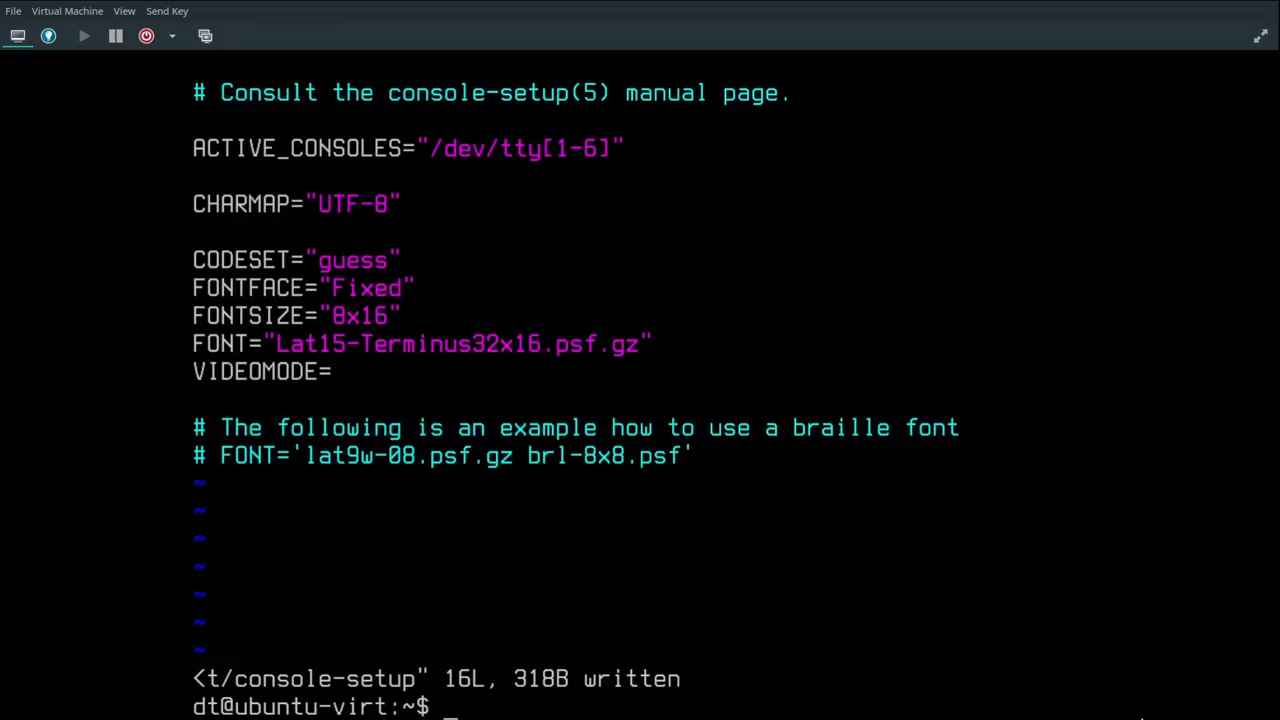 File Virtual Machine View Send Key
# Consult the console-setup(5) manual page.
ACTIVE_CONSOLES="/dev/tty[1-6]"
CHARMAP="UTF-8"
CODESET="guess"
FONTFACE="Fixed"
FONTSIZE="8x16"
FONT="Lat15-Terminus32x16.psf.gz"
VIDEOMODE=
# The following is an example how to use a braille font
# FONT='lat9w-08.psf.gz brl-8x8.psf'
~
~
~
~
~
~
~
<t/console-setup" 16L, 318B written
dt@ubuntu-virt:~$ _